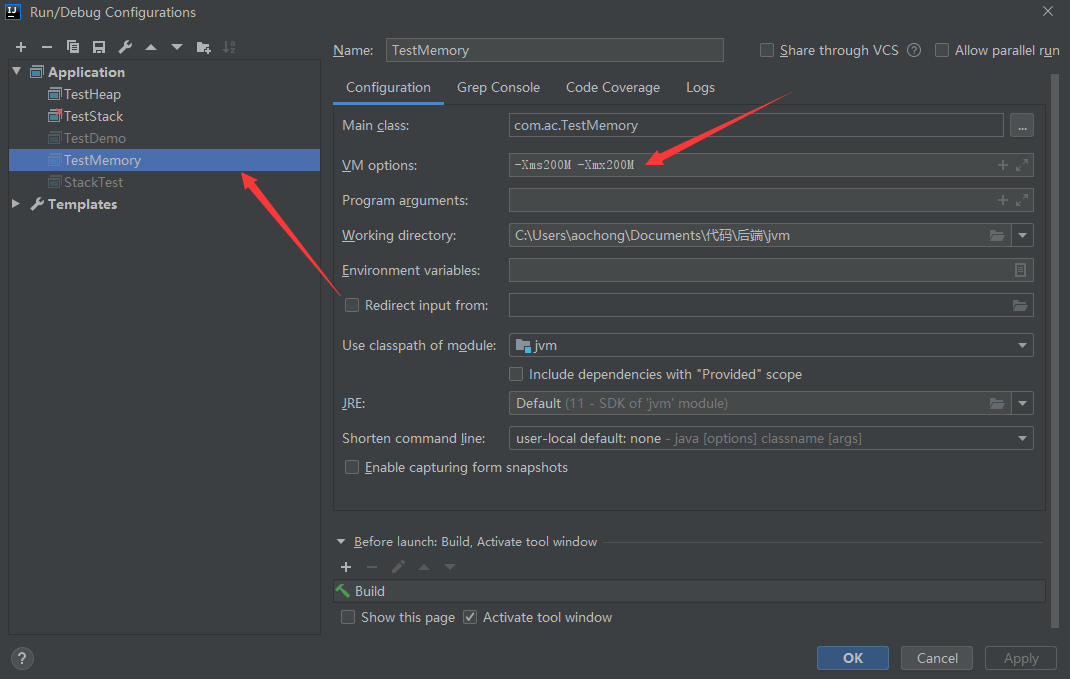 Run/Debug Configurations
Name: TestMemory Share through VCS ? Allow parallel run
Application
TestHeap
TestStack
TestDemo
TestMemory
StackTest
Templates
Configuration Grep Console Code Coverage Logs
Main class: com.ac.TestMemory ...
VM options: -Xms200M -Xmx200M
Program arguments:
Working directory: C:\Users\aochong\Documents\代码\后端\jvm
Environment variables:
Redirect input from:
Use classpath of module: jvm
Include dependencies with "Provided" scope
JRE: Default (11 - SDK of 'jvm' module)
Shorten command line: user-local default: none - java [options] classname [args]
Enable capturing form snapshots
Before launch: Build, Activate tool window
Build
Show this page Activate tool window
? OK Cancel Apply